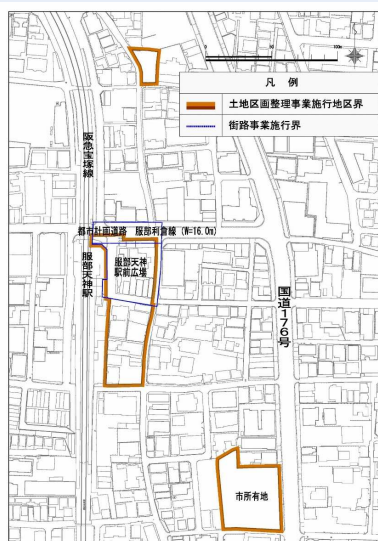 0 50 100m
凡 例
土地区画整理事業施行地区界
街路事業施行界
阪急宝塚線
都市計画道路 服部利倉線 (W=16.0m)
服部天神駅
服部天神
駅前広場
国道176号
市所有地